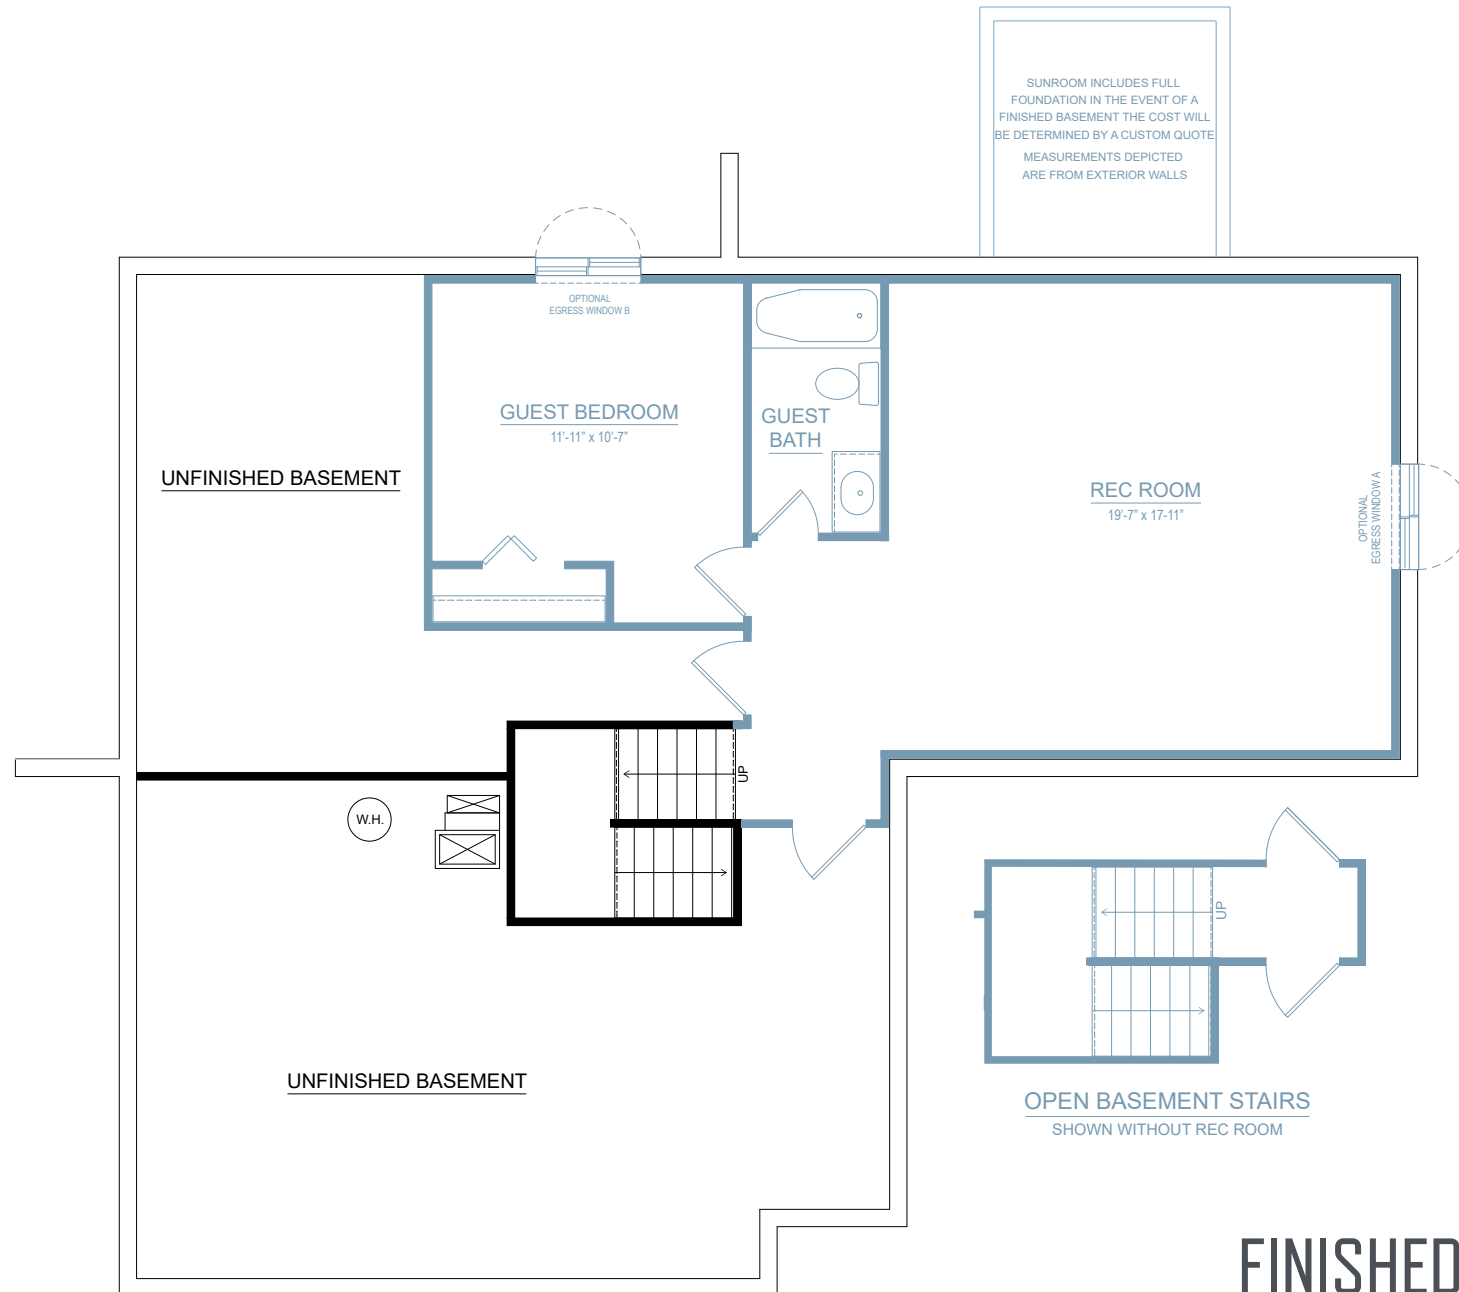 SUNROOM INCLUDES FULL
FOUNDATION IN THE EVENT OF A
FINISHED BASEMENT THE COST WILL
BE DETERMINED BY A CUSTOM QUOTE
MEASUREMENTS DEPICTED
ARE FROM EXTERIOR WALLS
OPTIONAL
EGRESS WINDOW B
GUEST BEDROOM
11'-11" x 10'-7"
GUEST
BATH
UNFINISHED BASEMENT
REC ROOM
19'-7" x 17-11"
OPTIONAL
EGRESS WINDOW A
UP
W.H.
UP
UNFINISHED BASEMENT
OPEN BASEMENT STAIRS
SHOWN WITHOUT REC ROOM
FINISHED